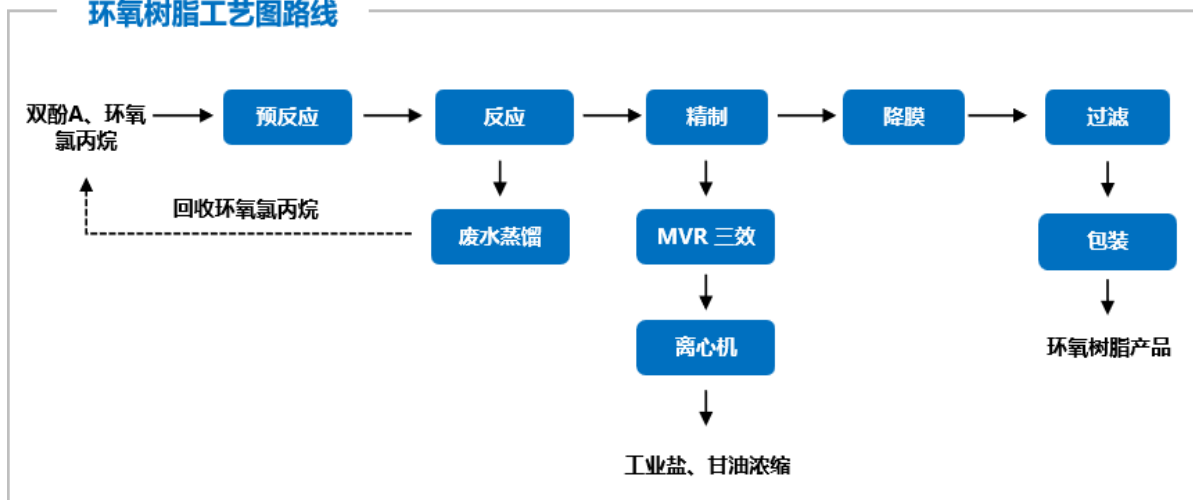 环氧树脂工艺图路线
双酚A、环氧
氯丙烷
预反应
反应
精制
降膜
过滤
回收环氧氯丙烷
废水蒸馏
MVR 三效
包装
离心机
环氧树脂产品
工业盐、甘油浓缩